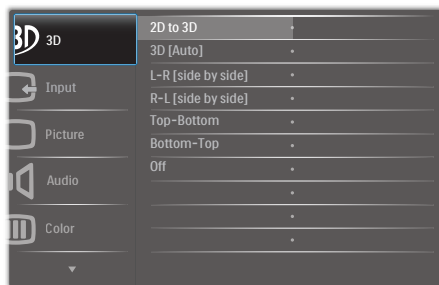 3D 3D
Input
Picture
Audio
Color
2D to 3D
3D [Auto]
L-R [side by side]
R-L [side by side]
Top-Bottom
Bottom-Top
Off